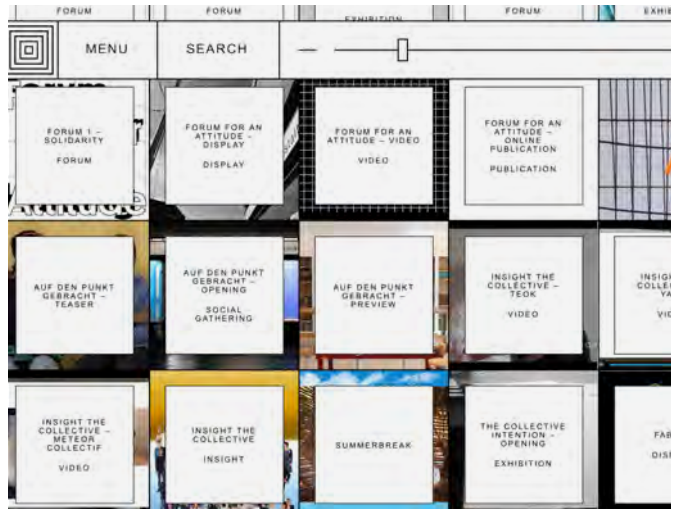 FORUM
FORUM
EXHIBITION
FORUM
MENU
SEARCH
FORUM 1 –
SOLIDARITY
FORUM
FORUM FOR AN
ATTITUDE –
DISPLAY
DISPLAY
FORUM FOR AN
ATTITUDE – VIDEO
VIDEO
FORUM FOR AN
ATTITUDE –
ONLINE
PUBLICATION
PUBLICATION
AUF DEN PUNKT
GEBRACHT –
TEASER
AUF DEN PUNKT
GEBRACHT –
OPENING
SOCIAL
GATHERING
AUF DEN PUNKT
GEBRACHT –
PREVIEW
INSIGHT THE
COLLECTIVE –
TEOK
VIDEO
INSIGHT THE
COLLECTIVE –
METEOR
COLLECTIF
VIDEO
INSIGHT THE
COLLECTIVE
INSIGHT
SUMMERBREAK
THE COLLECTIVE
INTENTION –
OPENING
EXHIBITION